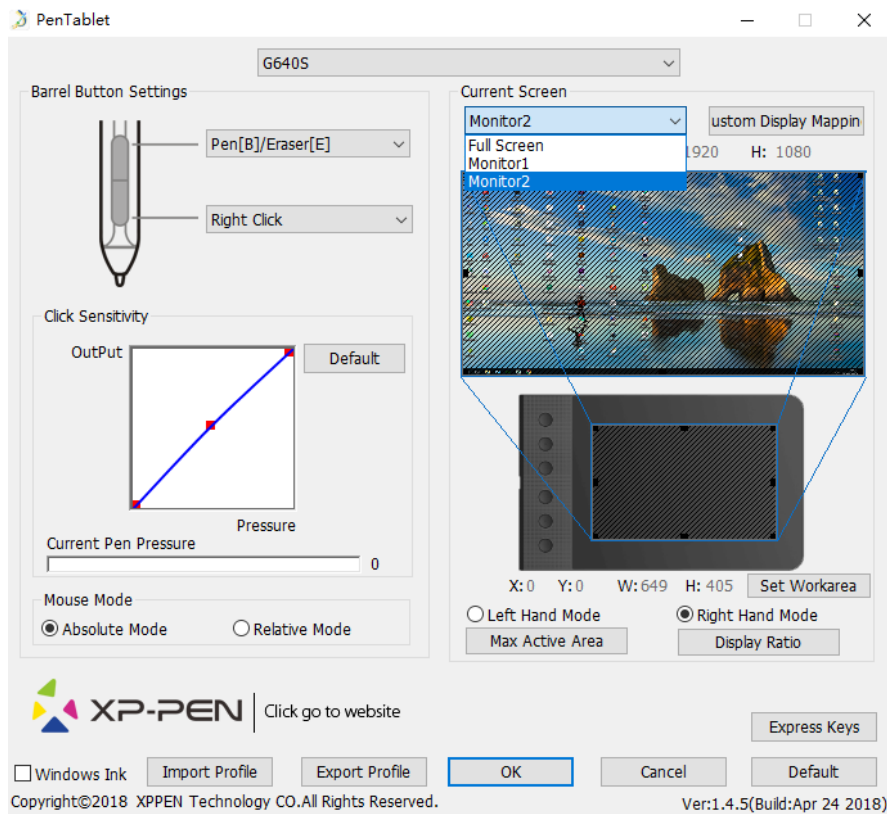 PenTablet
G640S
Barrel Button Settings
Pen[B]/Eraser[E]
Right Click
Click Sensitivity
OutPut
Default
Pressure
Current Pen Pressure
0
Mouse Mode
Absolute Mode
Relative Mode
Current Screen
Monitor2
ustom Display Mappin
Full Screen
Monitor1
Monitor2
1920 H: 1080
X: 0 Y: 0 W: 649 H: 405 Set Workarea
Left Hand Mode Right Hand Mode
Max Active Area Display Ratio
XP-PEN Click go to website
Express Keys
Windows Ink Import Profile Export Profile OK Cancel Default
Copyright©2018 XPPEN Technology CO.All Rights Reserved. Ver:1.4.5(Build:Apr 24 2018)